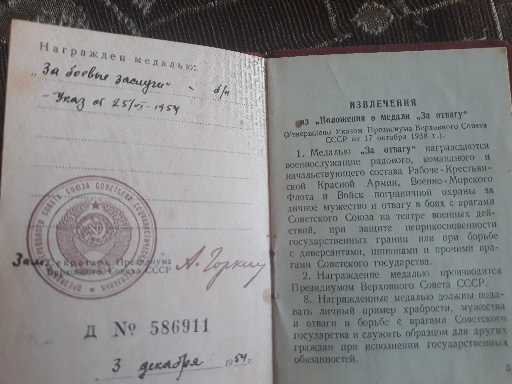 Награжден медалью:
„За боевые заслуги" – б/н
– Указ от 25/VI – 1954
Зам. Секретарь Президиума
Верховного Совета СССР А. Горкин
Д № 586911
3 декабря 1954 г.
ИЗВЛЕЧЕНИЯ
из „Положения о медали „За отвагу"
(Утверждены Указом Президиума Верховного Совета
СССР от 17 октября 1938 г.).
1. Медалью „За отвагу" награждаются
военнослужащие рядового, командного и
начальствующего состава Рабоче-Крестьян-
ской Красной Армии, Военно-Морского
Флота и Войск пограничной охраны за
личное мужество и отвагу в боях с врагами
Советского Союза на театре военных дей-
ствий, при защите неприкосновенности
государственных границ или при борьбе
с диверсантами, шпионами и прочими вра-
гами Советского Союза.
2. Награждение медалью производится
Президиумом Верховного Совета СССР.
8. Награжденные медалью должны пода-
вать личный пример храбрости, мужества
и отваги в борьбе с врагами Советского
государства и служить образцом для других
граждан при исполнении государственных
обязанностей.